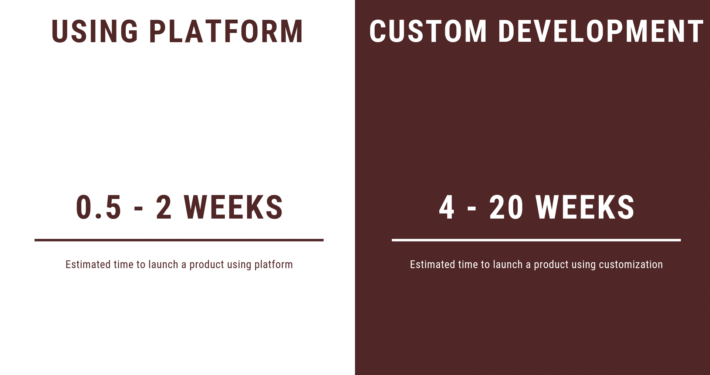 USING PLATFORM
0.5 - 2 WEEKS
Estimated time to launch a product using platform
CUSTOM DEVELOPMENT
4 - 20 WEEKS
Estimated time to launch a product using customization